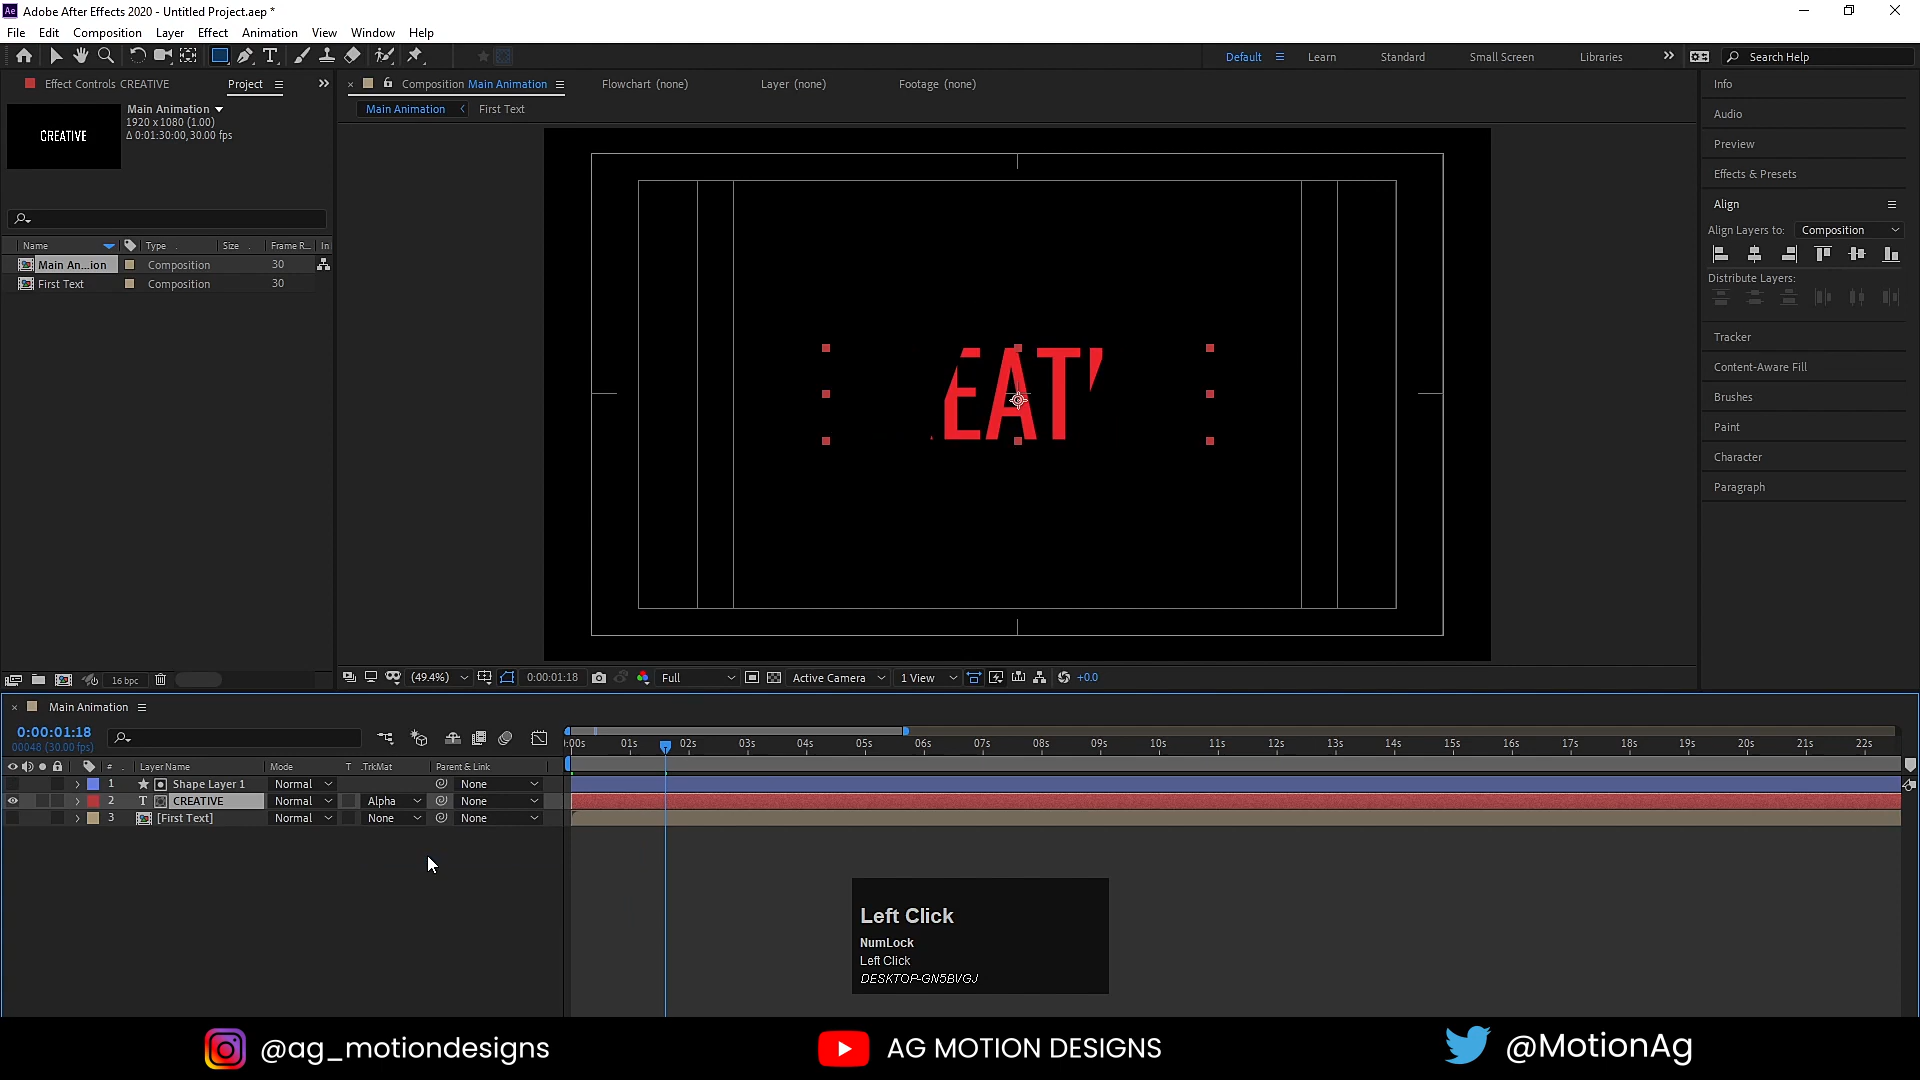 Adobe After Effects 2020 - Untitled Project.aep *
File Edit Composition Layer Effect Animation View Window Help
Default Learn Standard Small Screen Libraries Search Help
Effect Controls CREATIVE Project
Composition Main Animation Flowchart (none) Layer (none) Footage (none)
Main Animation First Text
Main Animation
1920 x 1080 (1.00)
Δ 0:01:30:00, 30.00 fps
CREATIVE
Name Type Size Frame R... In
Main An...ion Composition 30
First Text Composition 30
EAT
Info
Audio
Preview
Effects & Presets
Align
Align Layers to: Composition
Distribute Layers:
Tracker
Content-Aware Fill
Brushes
Paint
Character
Paragraph
16 bpc
(49.4%) 0:00:01:18 Full Active Camera 1 View +0.0
Main Animation
0:00:01:18
00048 (30.00 fps)
:00s 01s 02s 03s 04s 05s 06s 07s 08s 09s 10s 11s 12s 13s 14s 15s 16s 17s 18s 19s 20s 21s 22s
# Layer Name Mode T .TrkMat Parent & Link
1 Shape Layer 1 Normal None
2 T CREATIVE Normal Alpha None
3 [First Text] Normal None None
Left Click
NumLock
Left Click
DESKTOP-GN5BVGJ
@ag_motiondesigns AG MOTION DESIGNS @MotionAg